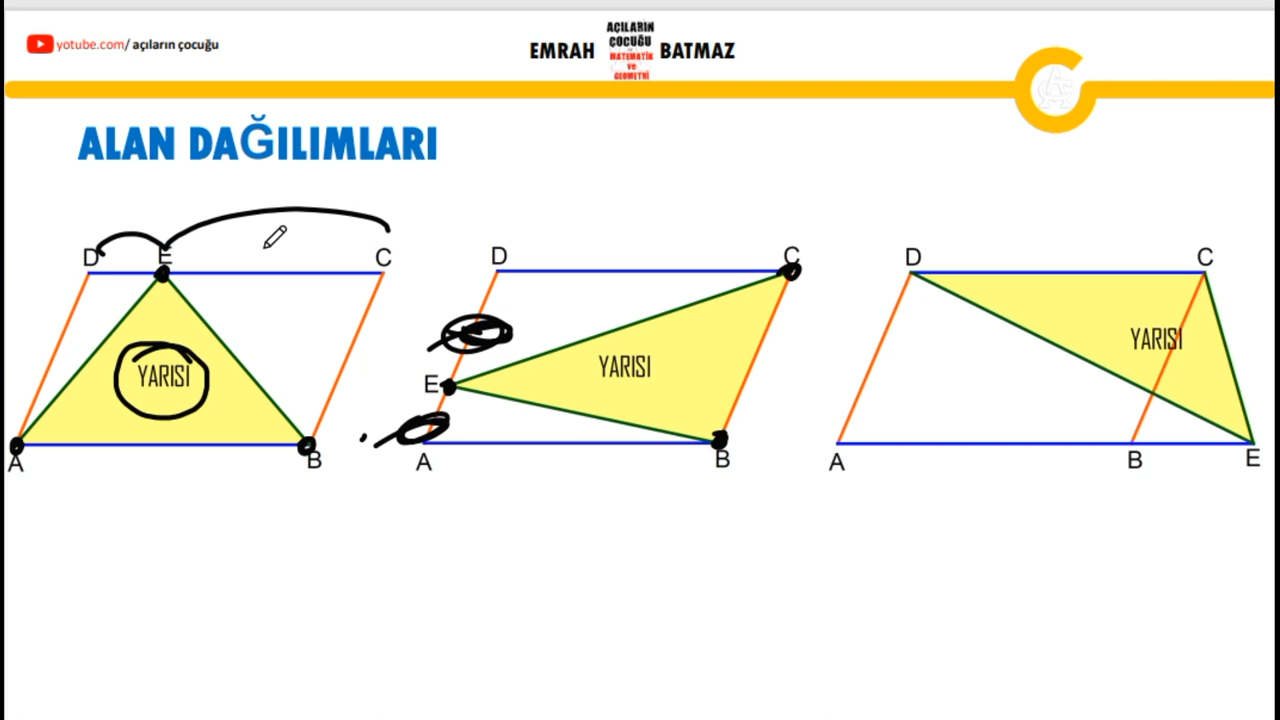 yotube.com/ açıların çocuğu
EMRAH
AÇILARIN
ÇOCUĞU
MATEMATİK
ve
GEOMETRİ
BATMAZ
ALAN DAĞILIMLARI
D E C
YARISI
A B
D C
E
YARISI
A B
D C
YARISI
A B E